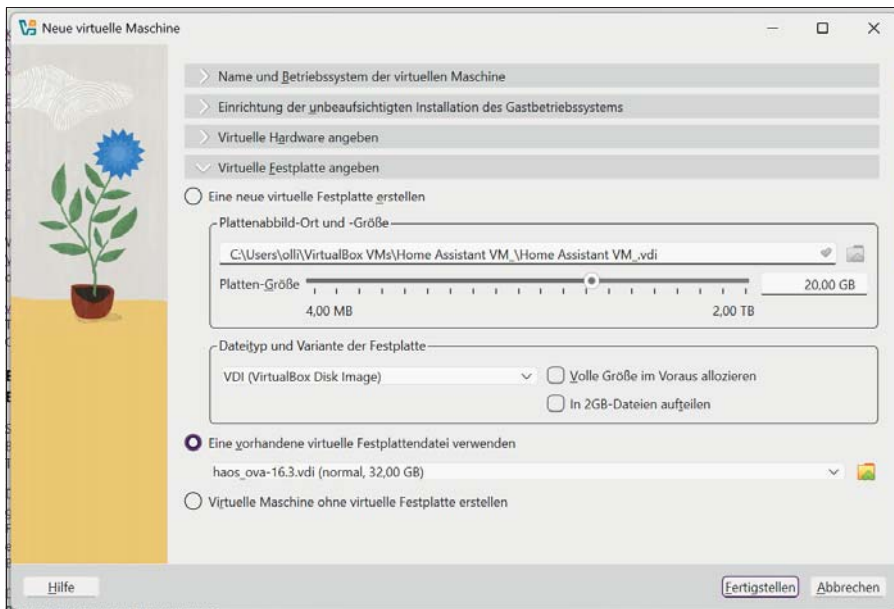 Neue virtuelle Maschine
Name und Betriebssystem der virtuellen Maschine
Einrichtung der unbeaufsichtigten Installation des Gastbetriebssystems
Virtuelle Hardware angeben
Virtuelle Festplatte angeben
Eine neue virtuelle Festplatte erstellen
Plattenabbild-Ort und -Größe
C:\Users\olli\VirtualBox VMs\Home Assistant VM_\Home Assistant VM_.vdi
Platten-Größe
20,00 GB
4,00 MB 2,00 TB
Dateityp und Variante der Festplatte
VDI (VirtualBox Disk Image) Volle Größe im Voraus allozieren
In 2GB-Dateien aufteilen
Eine vorhandene virtuelle Festplattendatei verwenden
haos_ova-16.3.vdi (normal, 32,00 GB)
Virtuelle Maschine ohne virtuelle Festplatte erstellen
Hilfe Fertigstellen Abbrechen